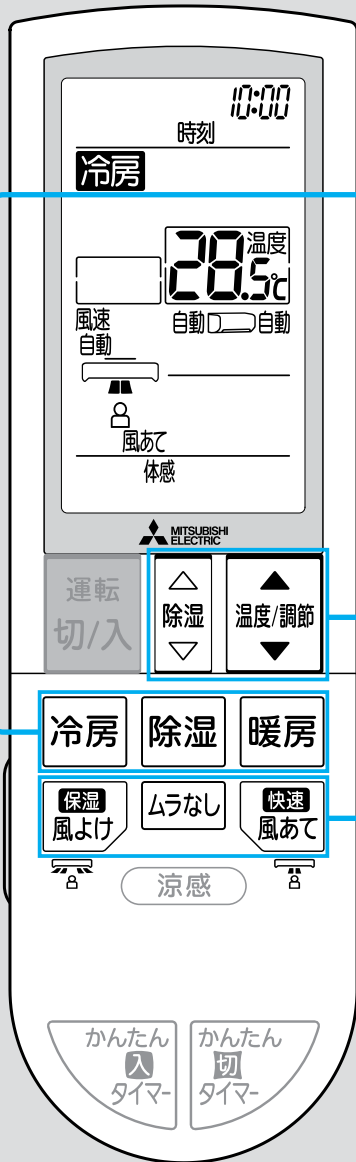 10:00
時刻
冷房
28.5℃ 温度
風速
自動
自動 自動
風あて
体感
MITSUBISHI
ELECTRIC
運転
切/入
△
除湿
▽
▲
温度/調節
▼
冷房 除湿 暖房
保湿
風よけ
ムラなし
快速
風あて
涼感
かんたん
入
タイマー
かんたん
切
タイマー